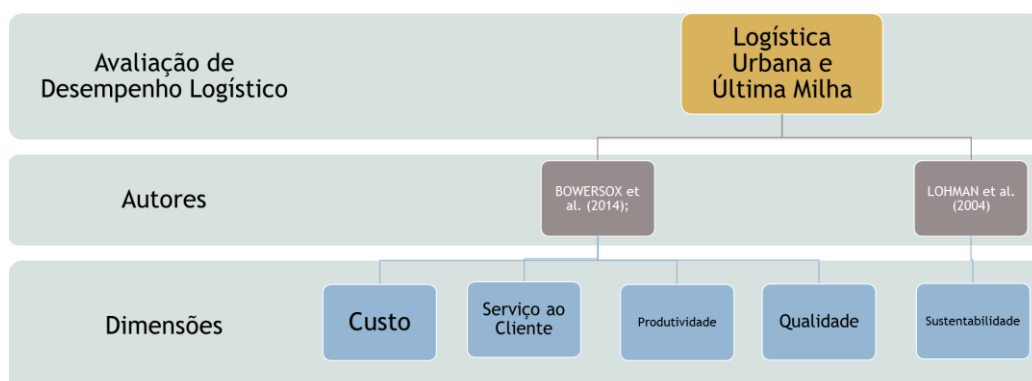 Avaliação de
Desempenho Logístico
Logística
Urbana e
Última Milha
Autores
BOWERSOX et
al. (2014);
LOHMAN et al.
(2004)
Dimensões
Custo
Serviço ao
Cliente
Produtividade
Qualidade
Sustentabilidade